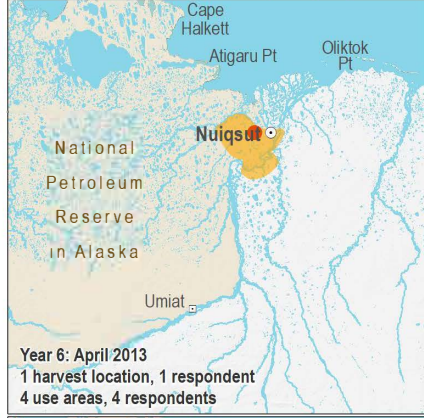 Cape
Halkett
Atigaru Pt
Oliktok
Pt
Nuiqsut
National
Petroleum
Reserve
in Alaska
Umiat
Year 6: April 2013
1 harvest location, 1 respondent
4 use areas, 4 respondents